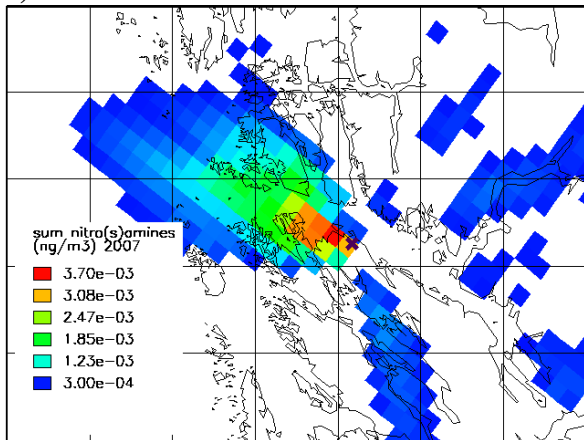 sum nitro(s)amines
(ng/m3) 2007
3.70e-03
3.08e-03
2.47e-03
1.85e-03
1.23e-03
3.00e-04